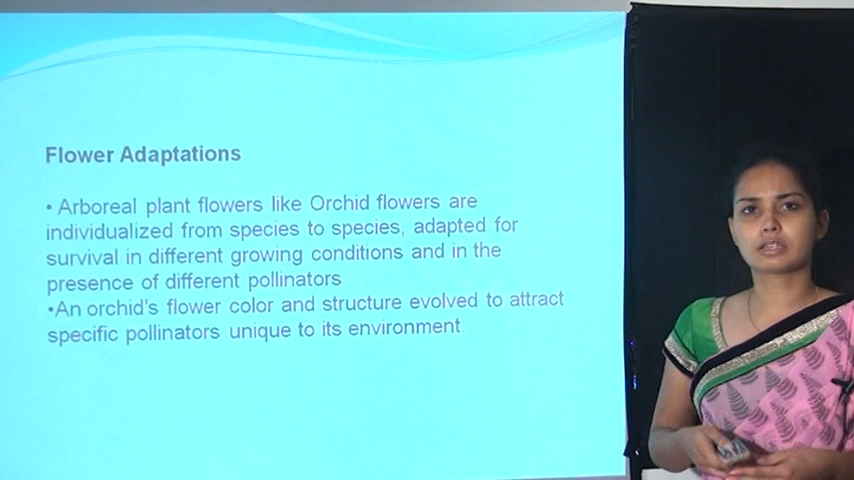 Flower Adaptations
• Arboreal plant flowers like Orchid flowers are
individualized from species to species, adapted for
survival in different growing conditions and in the
presence of different pollinators
•An orchid's flower color and structure evolved to attract
specific pollinators unique to its environment.